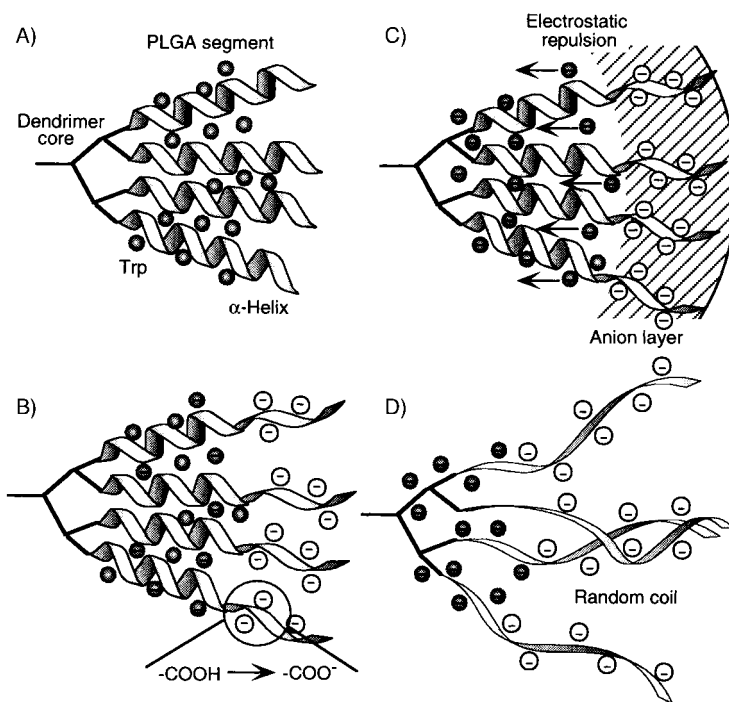 A)
PLGA segment
Dendrimer
core
Trp
α-Helix
C)
Electrostatic
repulsion
Anion layer
B)
-COOH → -COO⁻
D)
Random coil